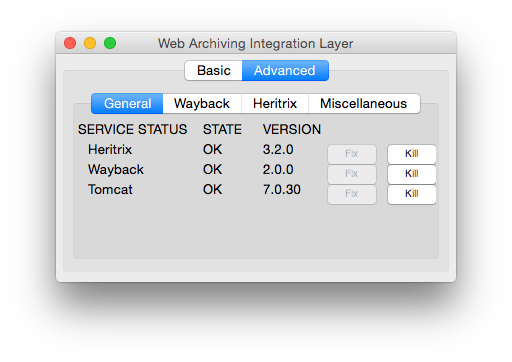 Web Archiving Integration Layer
Basic Advanced
General Wayback Heritrix Miscellaneous
SERVICE STATUS STATE VERSION
Heritrix OK 3.2.0 Fix Kill
Wayback OK 2.0.0 Fix Kill
Tomcat OK 7.0.30 Fix Kill